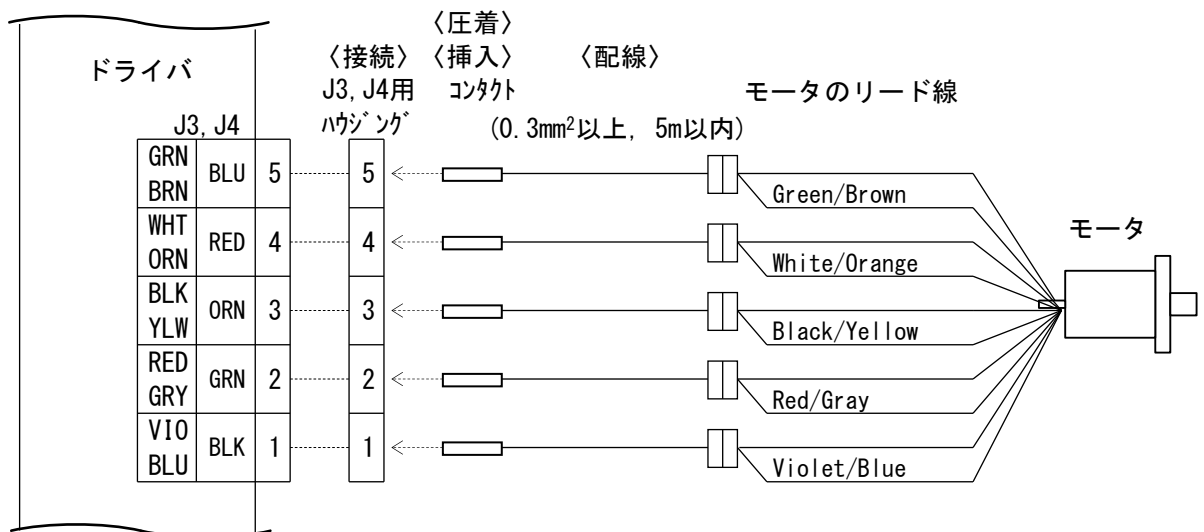 〈圧着〉
〈接続〉 〈挿入〉 〈配線〉
ドライバ
J3, J4用 コンタクト モータのリード線
J3, J4 ハウジング (0.3mm²以上, 5m以内)
GRN
BRN BLU 5 5 Green/Brown
WHT
ORN RED 4 4 White/Orange
モータ
BLK
YLW ORN 3 3 Black/Yellow
RED
GRY GRN 2 2 Red/Gray
VIO
BLU BLK 1 1 Violet/Blue